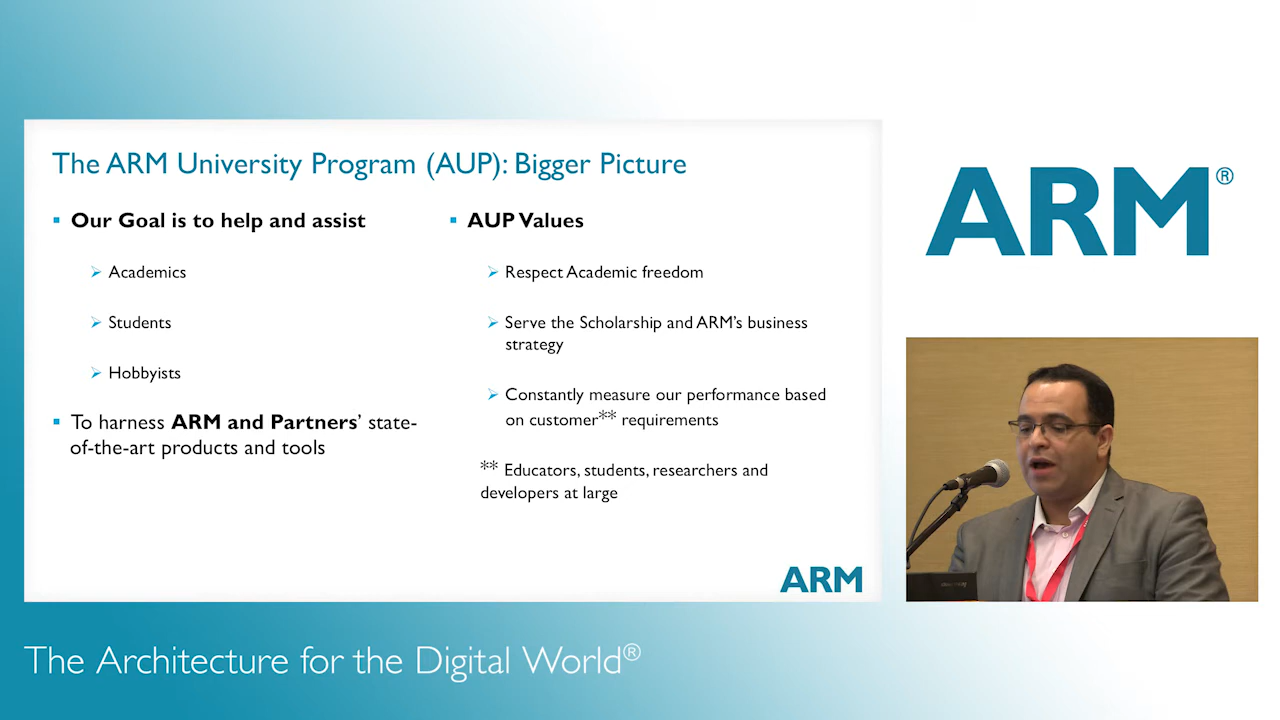 The ARM University Program (AUP): Bigger Picture
Our Goal is to help and assist
Academics
Students
Hobbyists
To harness ARM and Partners’ state-
of-the-art products and tools
AUP Values
Respect Academic freedom
Serve the Scholarship and ARM’s business
strategy
Constantly measure our performance based
on customer** requirements
** Educators, students, researchers and
developers at large
ARM
ARM®
The Architecture for the Digital World®